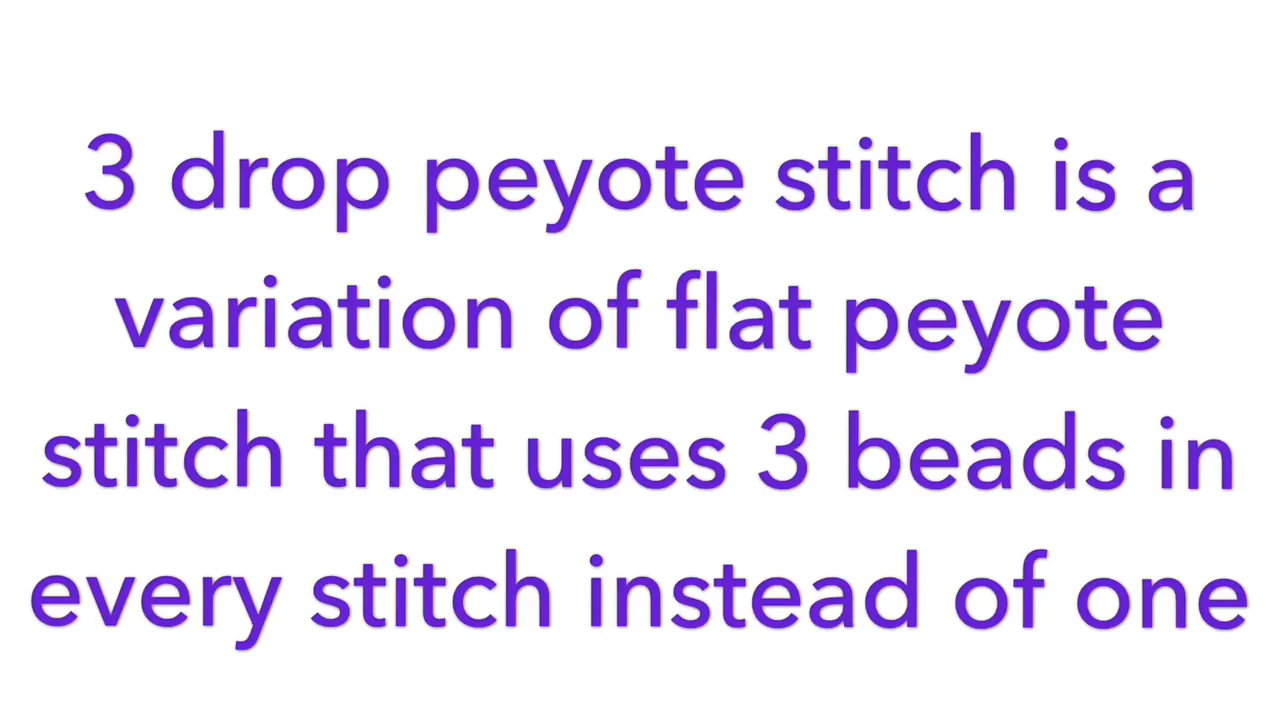 3 drop peyote stitch is a
variation of flat peyote
stitch that uses 3 beads in
every stitch instead of one